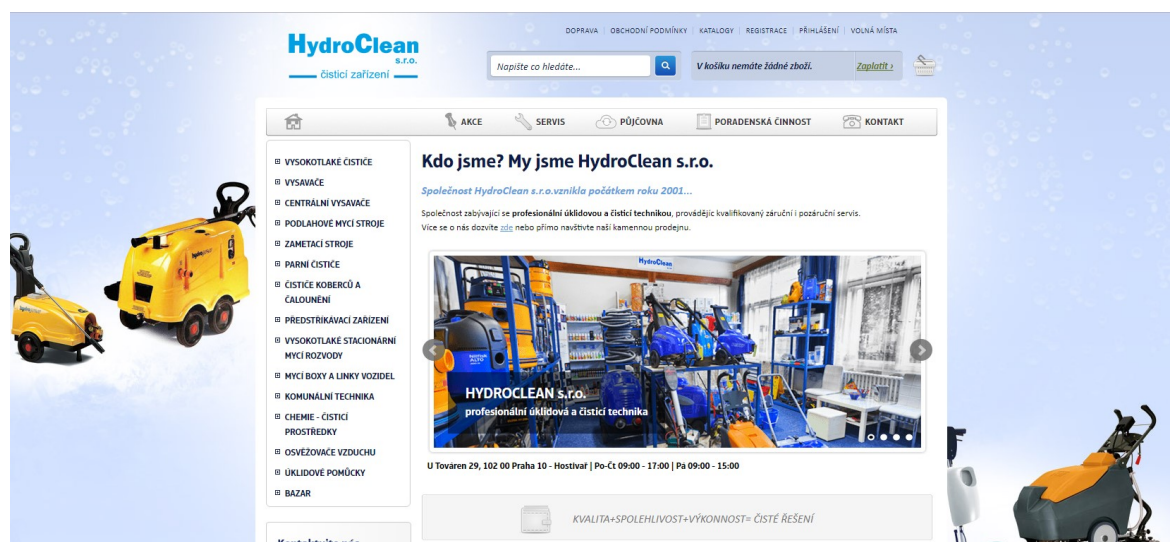 DOPRAVA | OBCHODNÍ PODMÍNKY | KATALOGY | REGISTRACE | PŘIHLÁŠENÍ | VOLNÁ MÍSTA
HydroClean
s.r.o.
čisticí zařízení
Napište co hledáte...
V košíku nemáte žádné zboží.
Zaplatit ›
AKCE
SERVIS
PŮJČOVNA
PORADENSKÁ ČINNOST
KONTAKT
VYSOKOTLAKÉ ČISTIČE
VYSAVAČE
CENTRÁLNÍ VYSAVAČE
PODLAHOVÉ MYCÍ STROJE
ZAMETACÍ STROJE
PARNÍ ČISTIČE
ČISTIČE KOBERCŮ A
ČALOUNĚNÍ
PŘEDSTŘIKÁVACÍ ZAŘÍZENÍ
VYSOKOTLAKÉ STACIONÁRNÍ
MYCÍ ROZVODY
MYCÍ BOXY A LINKY VOZIDEL
KOMUNÁLNÍ TECHNIKA
CHEMIE - ČISTICÍ
PROSTŘEDKY
OSVĚŽOVAČE VZDUCHU
ÚKLIDOVÉ POMŮCKY
BAZAR
Kontaktujte nás
Kdo jsme? My jsme HydroClean s.r.o.
Společnost HydroClean s.r.o.vznikla počátkem roku 2001...
Společnost zabývající se profesionální úklidovou a čisticí technikou, provádějíc kvalifikovaný záruční i pozáruční servis.
Více se o nás dozvíte zde nebo přímo navštivte naší kamennou prodejnu.
HydroClean
ALTO
HYDROCLEAN s.r.o.
profesionální úklidová a čisticí technika
U Továren 29, 102 00 Praha 10 - Hostivař | Po-Čt 09:00 - 17:00 | Pá 09:00 - 15:00
KVALITA+SPOLEHLIVOST+VÝKONNOST= ČISTÉ ŘEŠENÍ